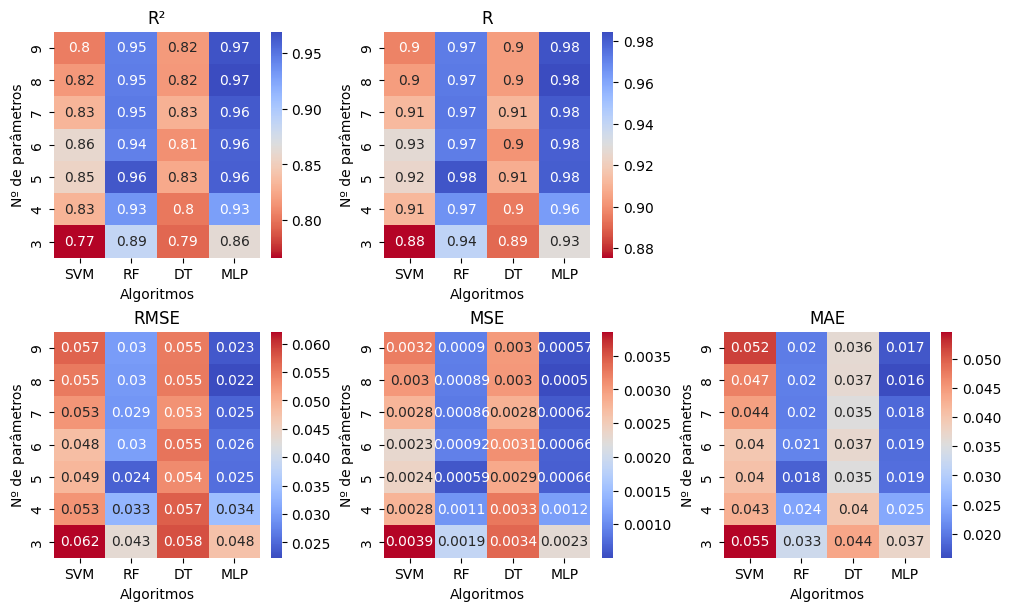 R² R
9 0.8 0.95 0.82 0.97 9 0.9 0.97 0.9 0.98 0.98
8 0.82 0.95 0.82 0.97 0.95 8 0.9 0.97 0.9 0.98 0.96
7 0.83 0.95 0.83 0.96 0.90 7 0.91 0.97 0.91 0.98 0.94
Nº de parâmetros 6 0.86 0.94 0.81 0.96 Nº de parâmetros 6 0.93 0.97 0.9 0.98 0.92
5 0.85 0.96 0.83 0.96 0.85 5 0.92 0.98 0.91 0.98
4 0.83 0.93 0.8 0.93 0.80 4 0.91 0.97 0.9 0.96 0.90
3 0.77 0.89 0.79 0.86 3 0.88 0.94 0.89 0.93 0.88
SVM RF DT MLP SVM RF DT MLP
Algoritmos Algoritmos
RMSE MSE MAE
9 0.057 0.03 0.055 0.023 0.060 9 0.0032 0.0009 0.003 0.00057 0.0035 9 0.052 0.02 0.036 0.017 0.050
8 0.055 0.03 0.055 0.022 0.055 8 0.003 0.00089 0.003 0.0005 0.0030 8 0.047 0.02 0.037 0.016 0.045
7 0.053 0.029 0.053 0.025 0.050 7 0.0028 0.00086 0.0028 0.00062 0.0025 7 0.044 0.02 0.035 0.018 0.040
Nº de parâmetros 6 0.048 0.03 0.055 0.026 0.045 Nº de parâmetros 6 0.0023 0.00092 0.0031 0.00066 0.0020 Nº de parâmetros 6 0.04 0.021 0.037 0.019 0.035
5 0.049 0.024 0.054 0.025 0.040 0.035 5 0.0024 0.00059 0.0029 0.00066 0.0015 5 0.04 0.018 0.035 0.019 0.030
4 0.053 0.033 0.057 0.034 0.030 4 0.0028 0.0011 0.0033 0.0012 0.0010 4 0.043 0.024 0.04 0.025 0.025
3 0.062 0.043 0.058 0.048 0.025 3 0.0039 0.0019 0.0034 0.0023 3 0.055 0.033 0.044 0.037 0.020
SVM RF DT MLP SVM RF DT MLP SVM RF DT MLP
Algoritmos Algoritmos Algoritmos